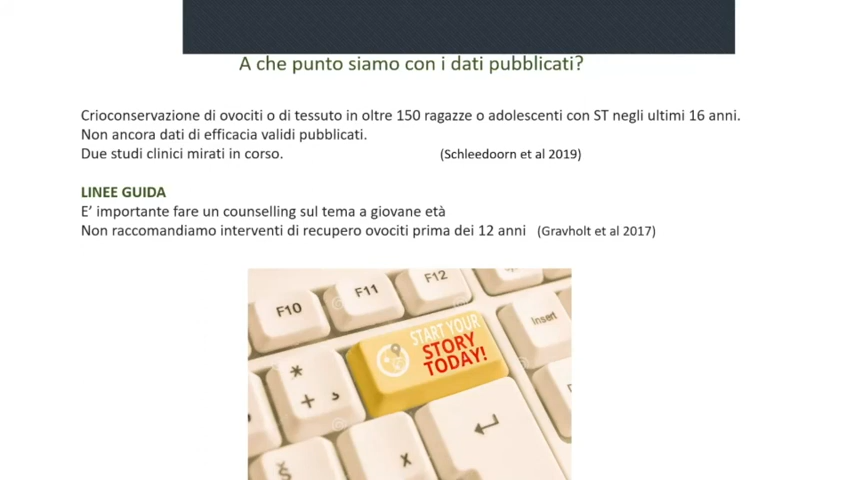 A che punto siamo con i dati pubblicati?
Crioconservazione di ovociti o di tessuto in oltre 150 ragazze o adolescenti con ST negli ultimi 16 anni.
Non ancora dati di efficacia validi pubblicati.
Due studi clinici mirati in corso. (Schleedoorn et al 2019)
LINEE GUIDA
E’ importante fare un counselling sul tema a giovane età
Non raccomandiamo interventi di recupero ovociti prima dei 12 anni (Gravholt et al 2017)
F10
F11
F12
Insert
START YOUR
STORY
TODAY!
*
+
Š
X